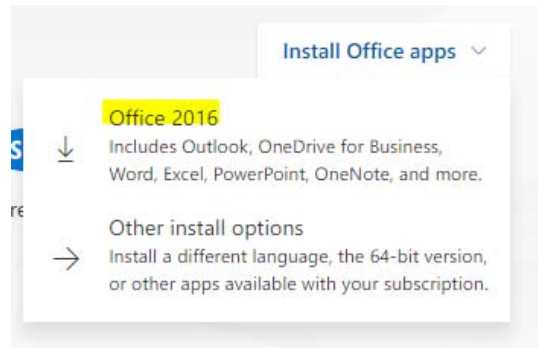 Install Office apps
Office 2016
Includes Outlook, OneDrive for Business,
Word, Excel, PowerPoint, OneNote, and more.
Other install options
Install a different language, the 64-bit version,
or other apps available with your subscription.